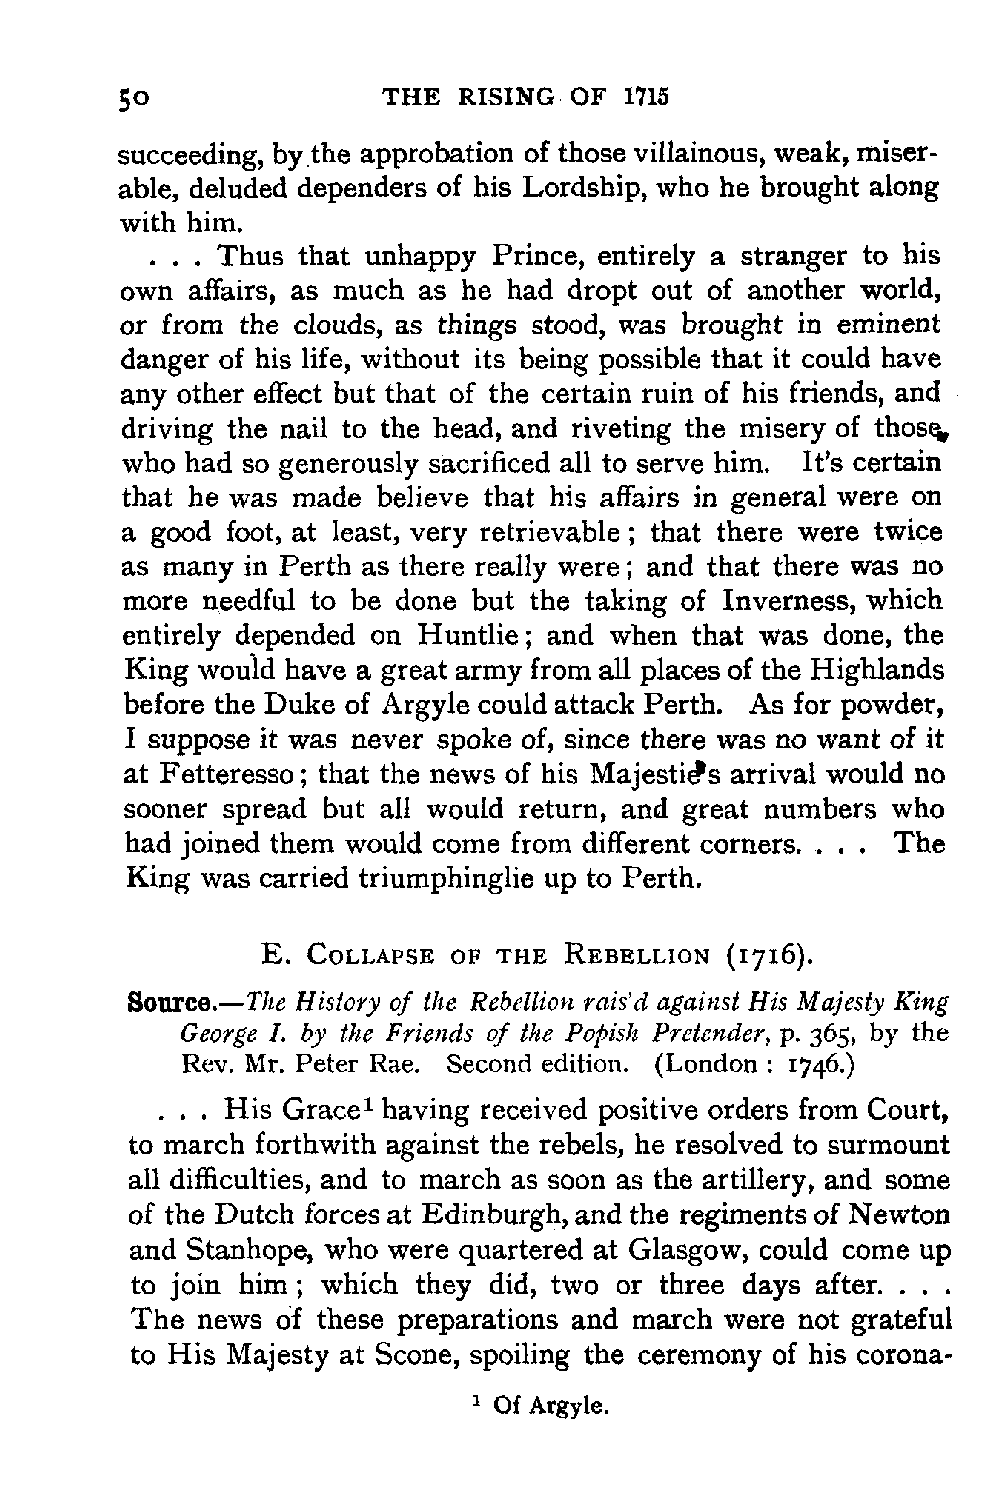 50 THE RISING OF 1715
succeeding, by the approbation of those villainous, weak, miser-
able, deluded dependers of his Lordship, who he brought along
with him.
. . . Thus that unhappy Prince, entirely a stranger to his
own affairs, as much as he had dropt out of another world,
or from the clouds, as things stood, was brought in eminent
danger of his life, without its being possible that it could have
any other effect but that of the certain ruin of his friends, and
driving the nail to the head, and riveting the misery of those,
who had so generously sacrificed all to serve him. It's certain
that he was made believe that his affairs in general were on
a good foot, at least, very retrievable ; that there were twice
as many in Perth as there really were ; and that there was no
more needful to be done but the taking of Inverness, which
entirely depended on Huntlie ; and when that was done, the
King would have a great army from all places of the Highlands
before the Duke of Argyle could attack Perth. As for powder,
I suppose it was never spoke of, since there was no want of it
at Fetteresso ; that the news of his Majestie's arrival would no
sooner spread but all would return, and great numbers who
had joined them would come from different corners. . . . The
King was carried triumphinglie up to Perth.
E. COLLAPSE OF THE REBELLION (1716).
Source.—The History of the Rebellion rais'd against His Majesty King
George I. by the Friends of the Popish Pretender, p. 365, by the
Rev. Mr. Peter Rae. Second edition. (London : 1746.)
. . . His Grace¹ having received positive orders from Court,
to march forthwith against the rebels, he resolved to surmount
all difficulties, and to march as soon as the artillery, and some
of the Dutch forces at Edinburgh, and the regiments of Newton
and Stanhope, who were quartered at Glasgow, could come up
to join him ; which they did, two or three days after. . . .
The news of these preparations and march were not grateful
to His Majesty at Scone, spoiling the ceremony of his corona-
¹ Of Argyle.